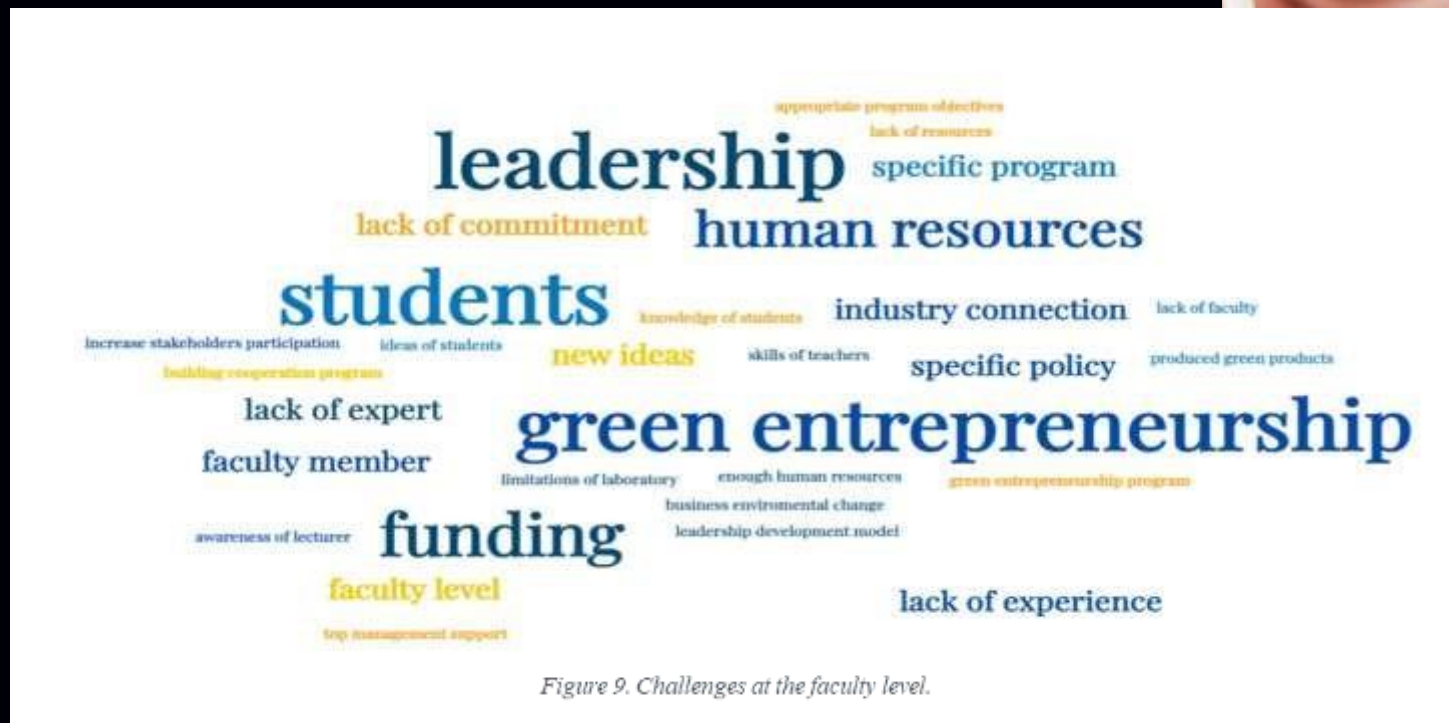 appropriate program objectives
lack of resources
leadership
specific program
lack of commitment
human resources
students
knowledge of students
industry connection
lack of faculty
increase stakeholders participation
ideas of students
new ideas
skills of teachers
specific policy
produced green products
building cooperation program
lack of expert
green entrepreneurship
faculty member
limitations of laboratory
enough human resources
green entrepreneurship program
business enviromental change
awareness of lecturer
funding
leadership development model
faculty level
lack of experience
top management support
Figure 9. Challenges at the faculty level.